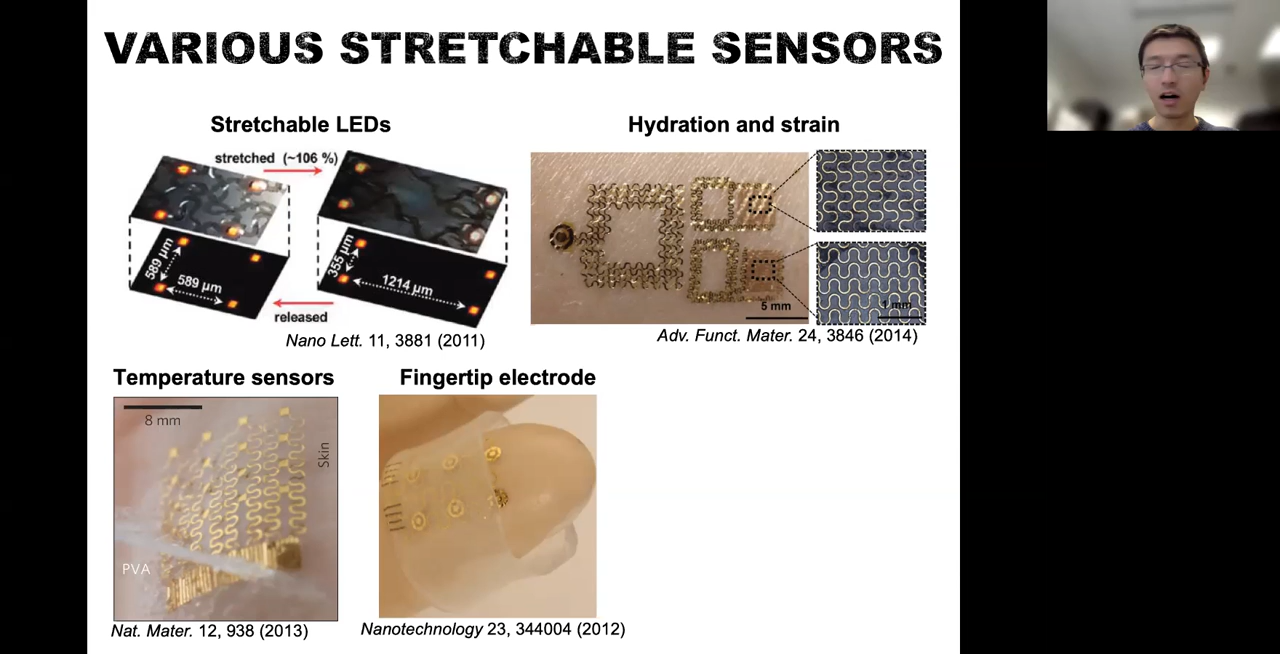 VARIOUS STRETCHABLE SENSORS
Stretchable LEDs
stretched (~106 %)
589 µm
589 µm
355 µm
1214 µm
released
Nano Lett. 11, 3881 (2011)
Hydration and strain
5 mm
1 mm
Adv. Funct. Mater. 24, 3846 (2014)
Temperature sensors
8 mm
Skin
PVA
Nat. Mater. 12, 938 (2013)
Fingertip electrode
Nanotechnology 23, 344004 (2012)